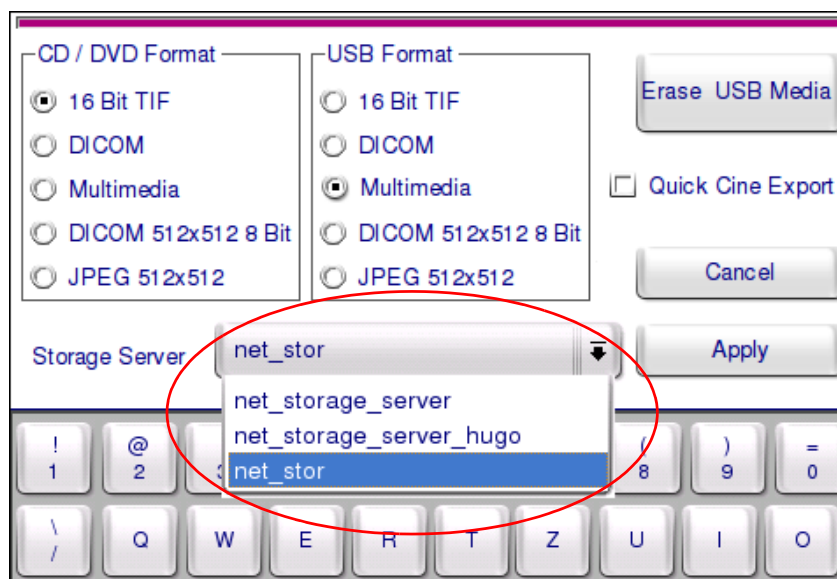 CD / DVD Format
16 Bit TIF
DICOM
Multimedia
DICOM 512x512 8 Bit
JPEG 512x512
USB Format
16 Bit TIF
DICOM
Multimedia
DICOM 512x512 8 Bit
JPEG 512x512
Erase USB Media
Quick Cine Export
Cancel
Apply
Storage Server
net_stor
net_storage_server
net_storage_server_hugo
net_stor
! @ ( ) =
1 2 8 9 0
\
/ Q W E R T Z U I O